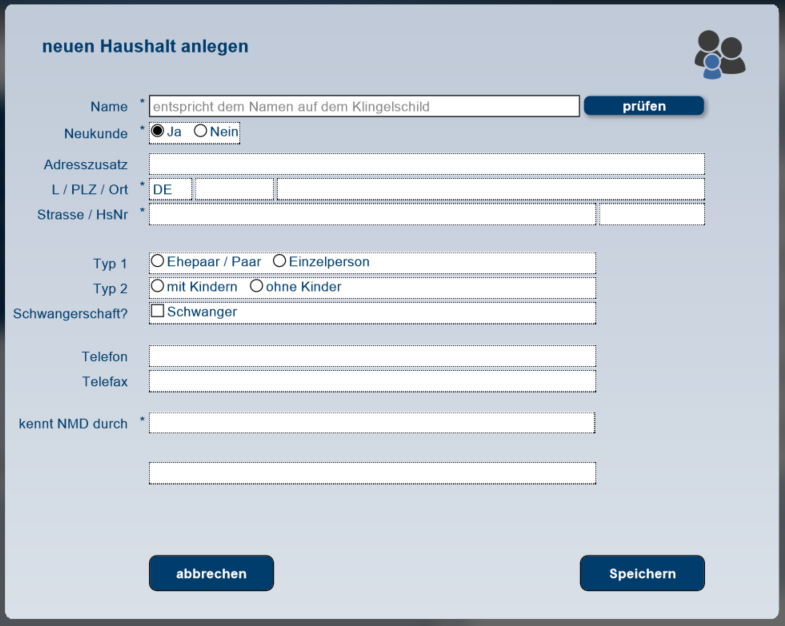 neuen Haushalt anlegen
Name * entspricht dem Namen auf dem Klingelschild prüfen
Neukunde * Ja Nein
Adresszusatz
L / PLZ / Ort * DE
Strasse / HsNr *
Typ 1 Ehepaar / Paar Einzelperson
Typ 2 mit Kindern ohne Kinder
Schwangerschaft? Schwanger
Telefon
Telefax
kennt NMD durch *
abbrechen Speichern